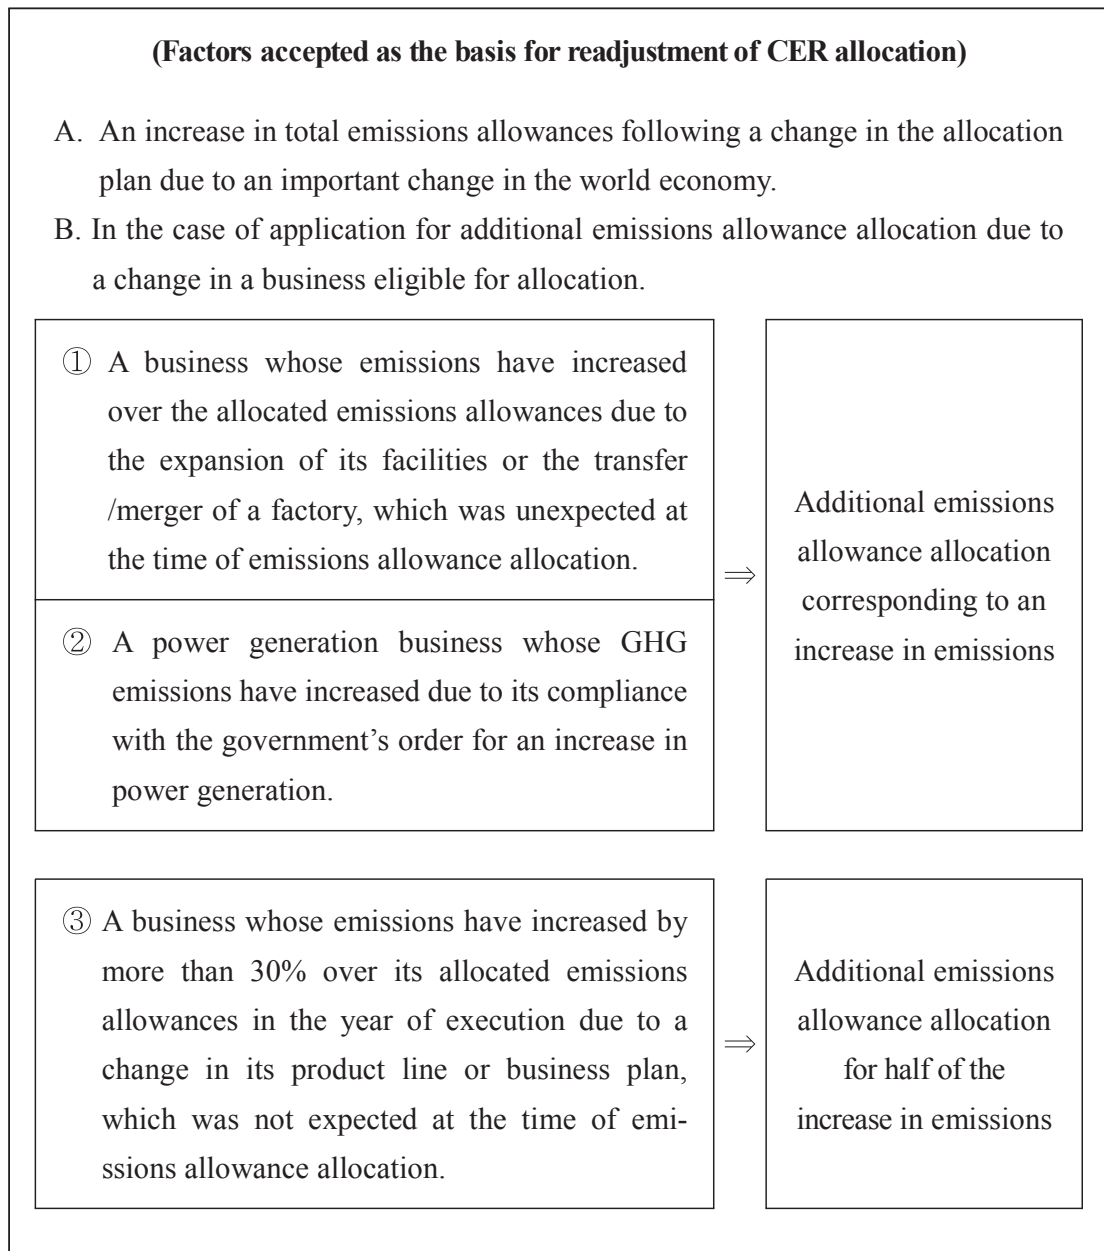 (Factors accepted as the basis for readjustment of CER allocation)
A. An increase in total emissions allowances following a change in the allocation
plan due to an important change in the world economy.
B. In the case of application for additional emissions allowance allocation due to
a change in a business eligible for allocation.
① A business whose emissions have increased
over the allocated emissions allowances due to
the expansion of its facilities or the transfer
/merger of a factory, which was unexpected at
the time of emissions allowance allocation.
② A power generation business whose GHG
emissions have increased due to its compliance
with the government’s order for an increase in
power generation.
⇒
Additional emissions
allowance allocation
corresponding to an
increase in emissions
③ A business whose emissions have increased by
more than 30% over its allocated emissions
allowances in the year of execution due to a
change in its product line or business plan,
which was not expected at the time of emi-
ssions allowance allocation.
⇒
Additional emissions
allowance allocation
for half of the
increase in emissions